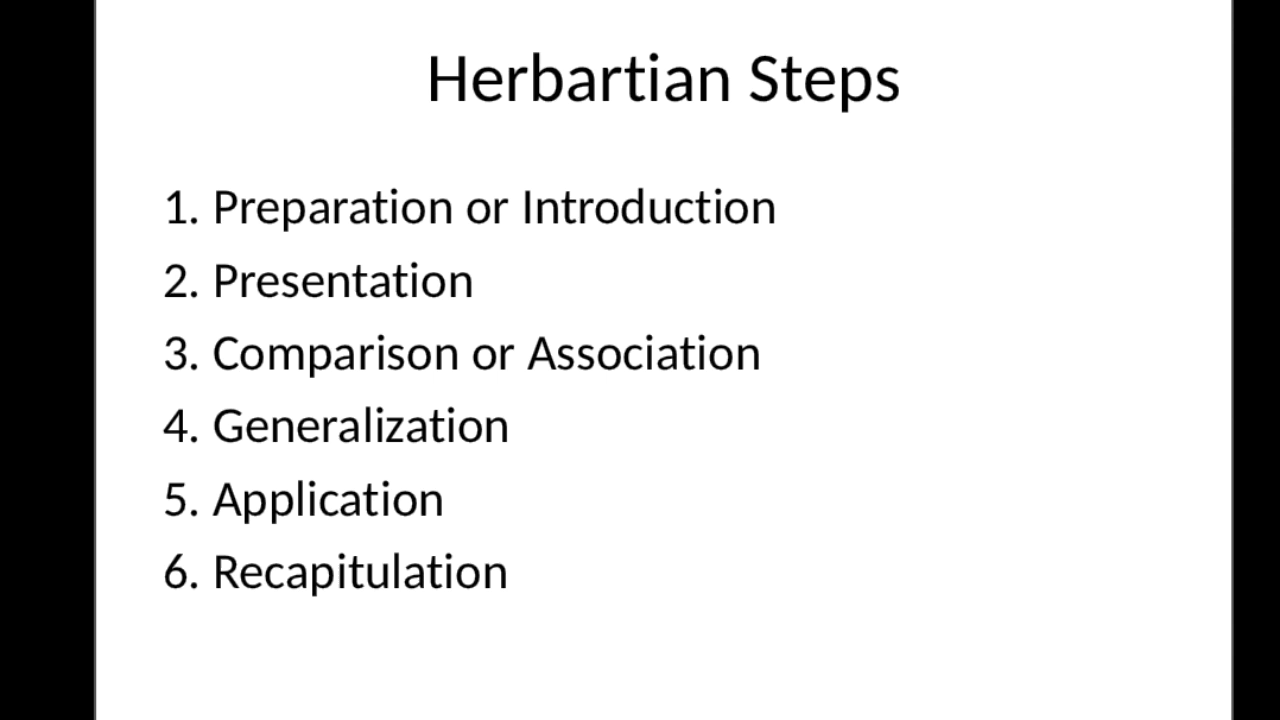 Herbartian Steps
1. Preparation or Introduction
2. Presentation
3. Comparison or Association
4. Generalization
5. Application
6. Recapitulation